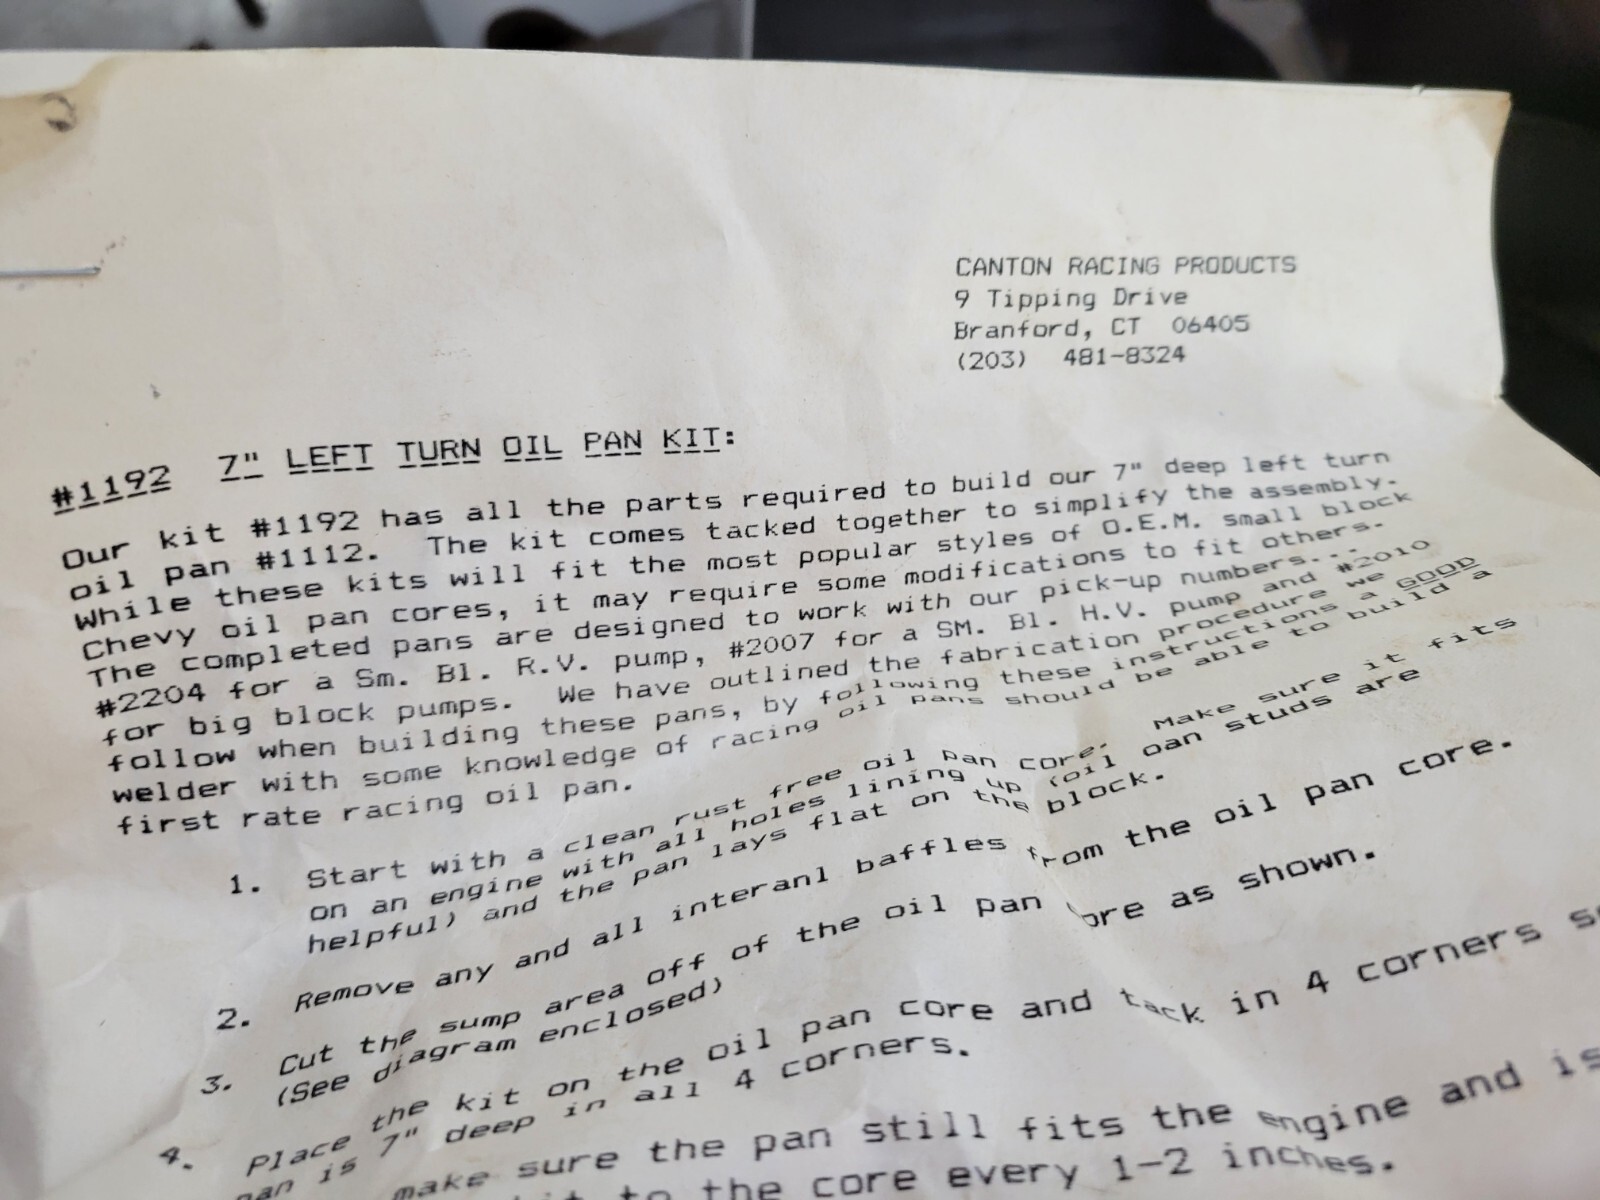 CANTON RACING PRODUCTS
9 Tipping Drive
Branford, CT 06405
(203) 481-8324
#1192 7" LEFT TURN OIL PAN KIT:
Our kit #1192 has all the parts required to build our 7" deep left turn
oil pan #1112. The kit comes tacked together to simplify the assembly.
While these kits will fit the most popular styles of O.E.M. small block
Chevy oil pan cores, it may require some modifications to fit others.
The completed pans are designed to work with our pick-up numbers...
#2204 for a Sm. Bl. R.V. pump, #2007 for a SM. Bl. H.V. pump and #2010
for big block pumps. We have outlined the fabrication procedure we
follow when building these pans, by following these instructions a GOOD
welder with some knowledge of racing oil pans should be able to build a
first rate racing oil pan.
1. Start with a clean rust free oil pan core. Make sure it fits
on an engine with all holes lining up (oil pan studs are
helpful) and the pan lays flat on the block.
2. Remove any and all interanl baffles from the oil pan core.
3. Cut the sump area off of the oil pan core as shown.
(See diagram enclosed)
4. Place the kit on the oil pan core and tack in 4 corners
pan is 7" deep in all 4 corners.
make sure the pan still fits the engine and is
to the core every 1-2 inches.